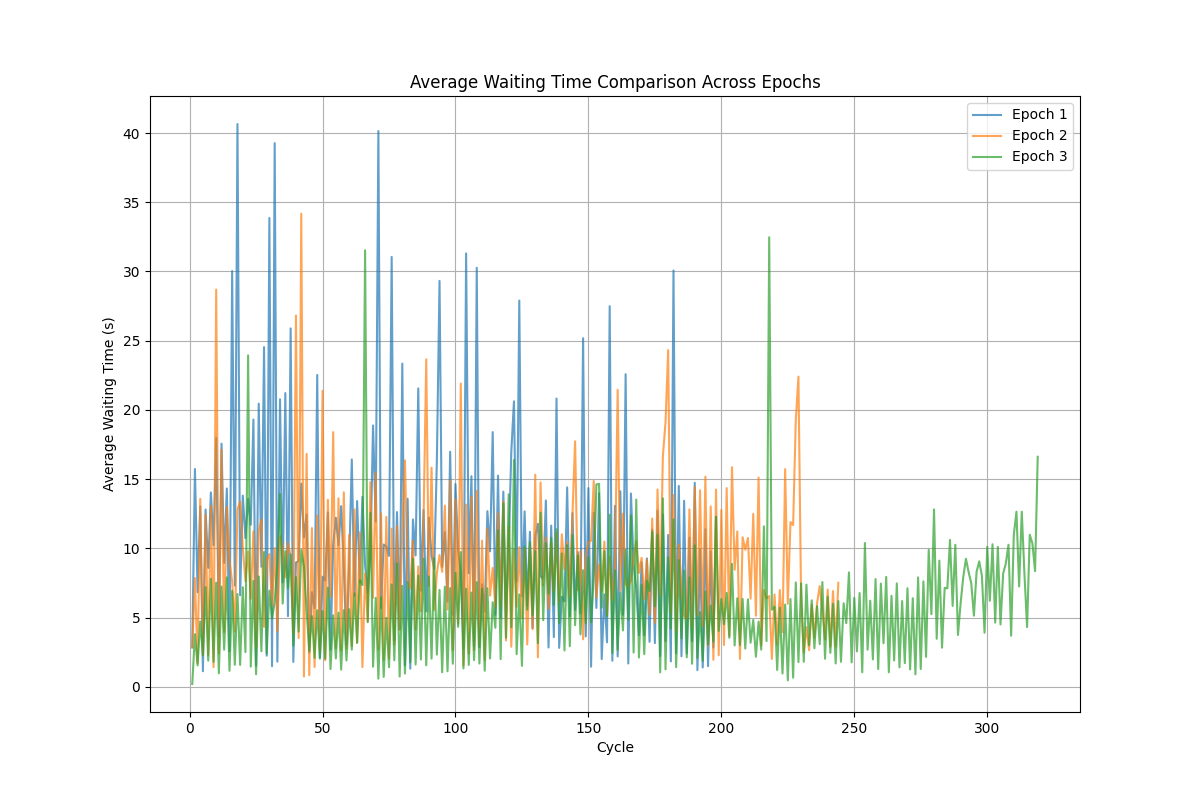 Average Waiting Time Comparison Across Epochs
Epoch 1
Epoch 2
Epoch 3
Average Waiting Time (s)
40
35
30
25
20
15
10
5
0
0 50 100 150 200 250 300
Cycle